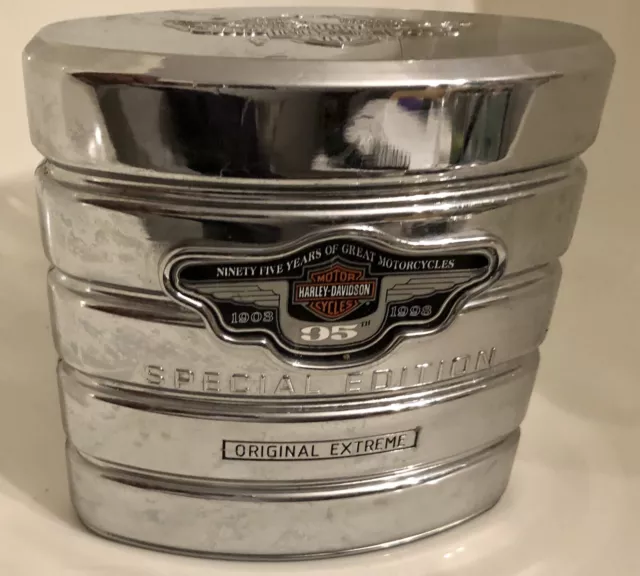 NINETY FIVE YEARS OF GREAT MOTORCYCLES
MOTOR
HARLEY-DAVIDSON
CYCLES
1903 1998
95TH
SPECIAL EDITION
ORIGINAL EXTREME